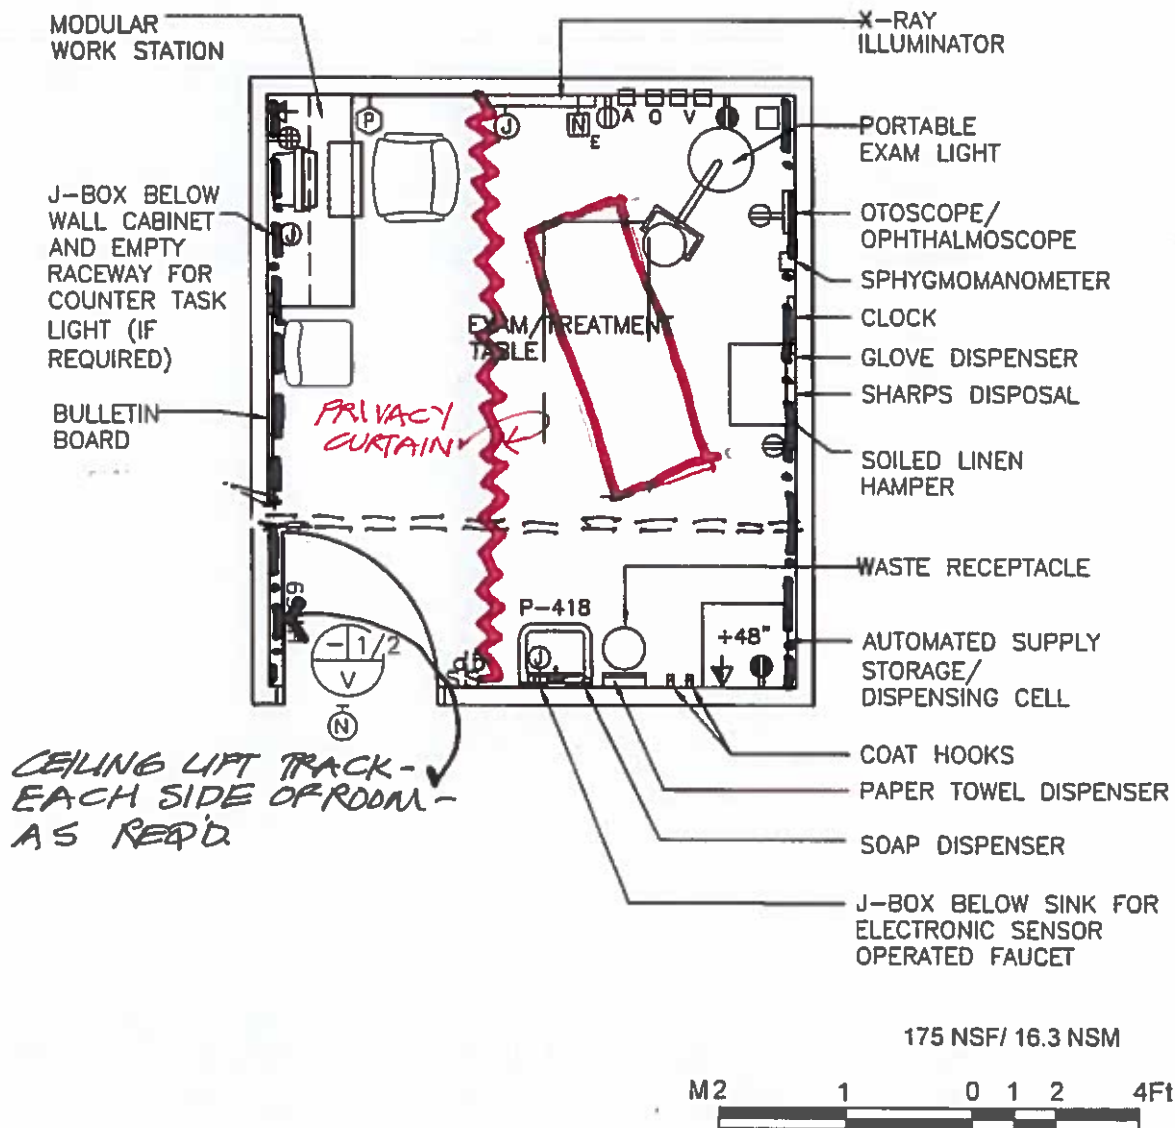 MODULAR
WORK STATION
X-RAY
ILLUMINATOR
P
J
N
E
A O V
PORTABLE
EXAM LIGHT
J-BOX BELOW
WALL CABINET
AND EMPTY
RACEWAY FOR
COUNTER TASK
LIGHT (IF
REQUIRED)
J
OTOSCOPE/
OPHTHALMOSCOPE
SPHYGMOMANOMETER
CLOCK
EXAM/TREATMENT
TABLE
GLOVE DISPENSER
SHARPS DISPOSAL
BULLETIN
BOARD
PRIVACY
CURTAIN
SOILED LINEN
HAMPER
WASTE RECEPTACLE
P-418
+48"
J
- 1/2
V
N
AUTOMATED SUPPLY
STORAGE/
DISPENSING CELL
CEILING LIFT TRACK-
EACH SIDE OF ROOM-
AS REQ'D.
COAT HOOKS
PAPER TOWEL DISPENSER
SOAP DISPENSER
J-BOX BELOW SINK FOR
ELECTRONIC SENSOR
OPERATED FAUCET
175 NSF/ 16.3 NSM
M2 1 0 1 2 4Ft